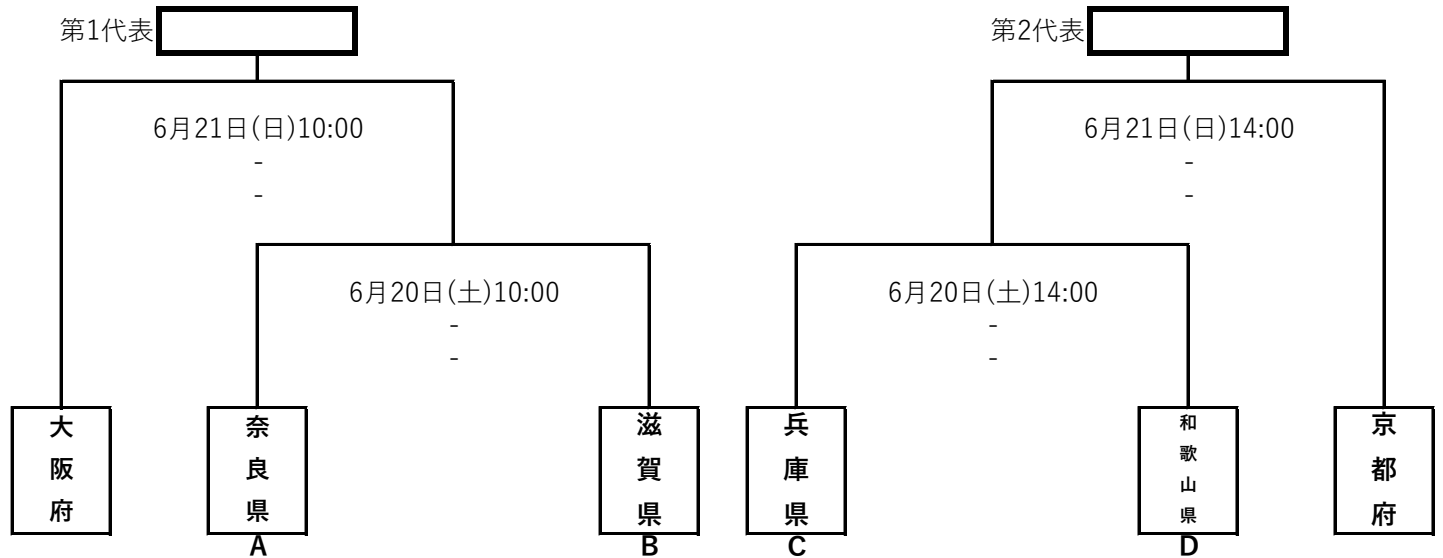 第1代表
第2代表
6月21日(日)10:00
-
-
6月21日(日)14:00
-
-
6月20日(土)10:00
-
-
6月20日(土)14:00
-
-
大阪府
奈良県
滋賀県
兵庫県
和歌山県
京都府
A
B
C
D